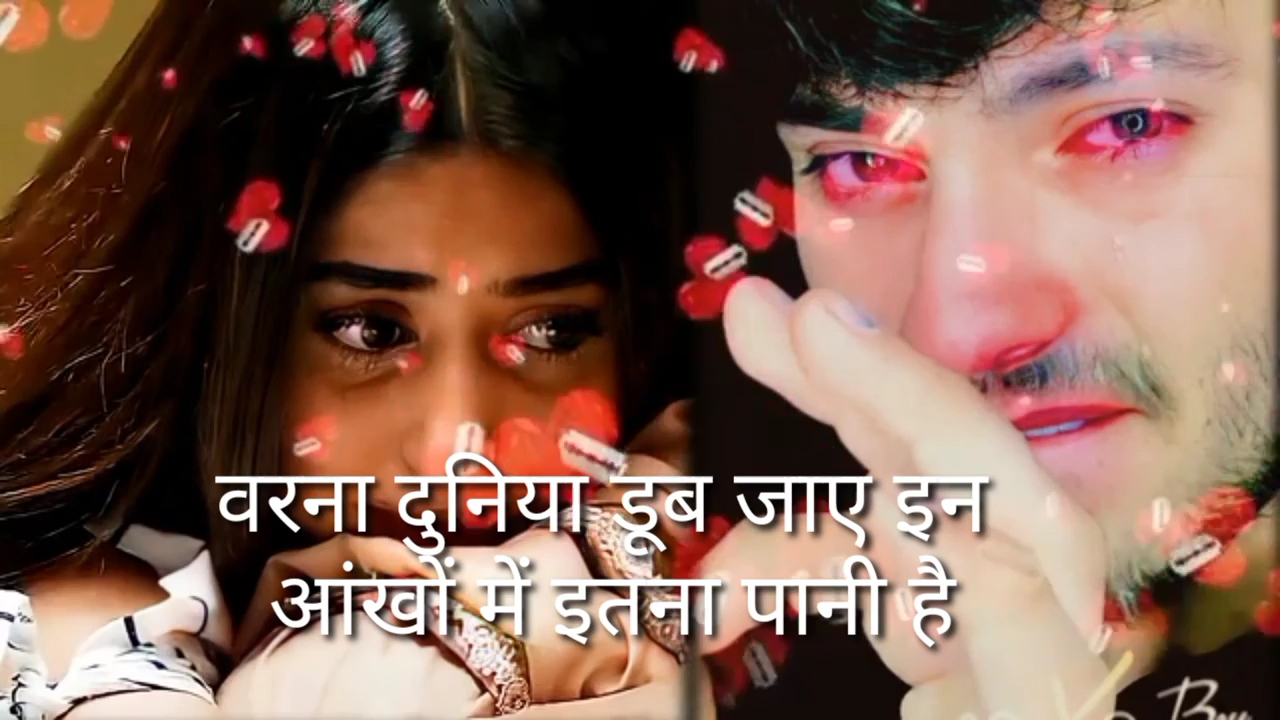 वरना दुनिया डूब जाए इन
आंखों में इतना पानी है